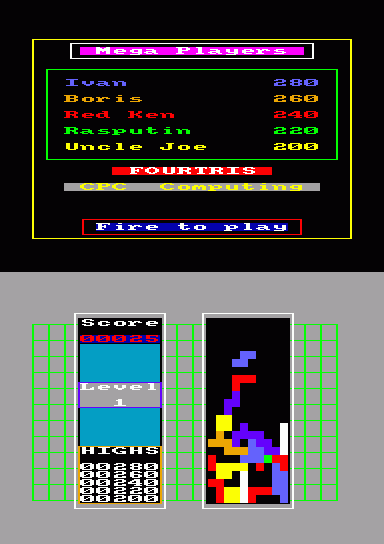 Mega Players
Ivan 280
Boris 260
Red Ken 240
Rasputin 220
Uncle Joe 200
FOURTRIS
CPC Computing
Fire to play
Score
00025
Level
1
HIGHS
00280
00260
00240
00220
00200